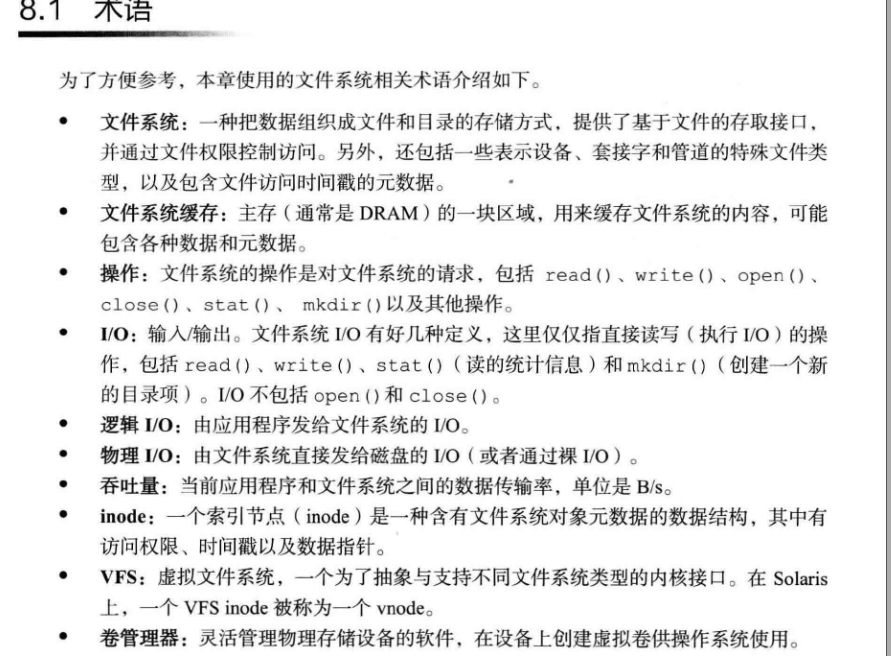 8.1 术语
为了方便参考，本章使用的文件系统相关术语介绍如下。
• 文件系统：一种把数据组织成文件和目录的存储方式，提供了基于文件的存取接口，
并通过文件权限控制访问。另外，还包括一些表示设备、套接字和管道的特殊文件类
型，以及包含文件访问时间戳的元数据。
• 文件系统缓存：主存（通常是 DRAM）的一块区域，用来缓存文件系统的内容，可能
包含各种数据和元数据。
• 操作：文件系统的操作是对文件系统的请求，包括 read()、write()、open()、
close()、stat()、 mkdir()以及其他操作。
• I/O：输入/输出。文件系统 I/O 有好几种定义，这里仅仅指直接读写（执行 I/O）的操
作，包括 read()、write()、stat()（读的统计信息）和 mkdir()（创建一个新
的目录项）。I/O 不包括 open()和 close()。
• 逻辑 I/O：由应用程序发给文件系统的 I/O。
• 物理 I/O：由文件系统直接发给磁盘的 I/O（或者通过裸 I/O）。
• 吞吐量：当前应用程序和文件系统之间的数据传输率，单位是 B/s。
• inode：一个索引节点（inode）是一种含有文件系统对象元数据的数据结构，其中有
访问权限、时间戳以及数据指针。
• VFS：虚拟文件系统，一个为了抽象与支持不同文件系统类型的内核接口。在 Solaris
上，一个 VFS inode 被称为一个 vnode。
• 卷管理器：灵活管理物理存储设备的软件，在设备上创建虚拟卷供操作系统使用。